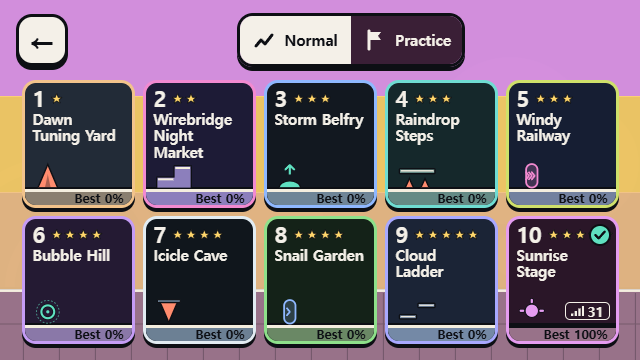 Normal Practice
1
Dawn
Tuning Yard
Best 0%
2
Wirebridge
Night
Market
Best 0%
3
Storm Belfry
Best 0%
4
Raindrop
Steps
Best 0%
5
Windy
Railway
Best 0%
6
Bubble Hill
Best 0%
7
Icicle Cave
Best 0%
8
Snail Garden
Best 0%
9
Cloud
Ladder
Best 0%
10
Sunrise
Stage
31
Best 100%